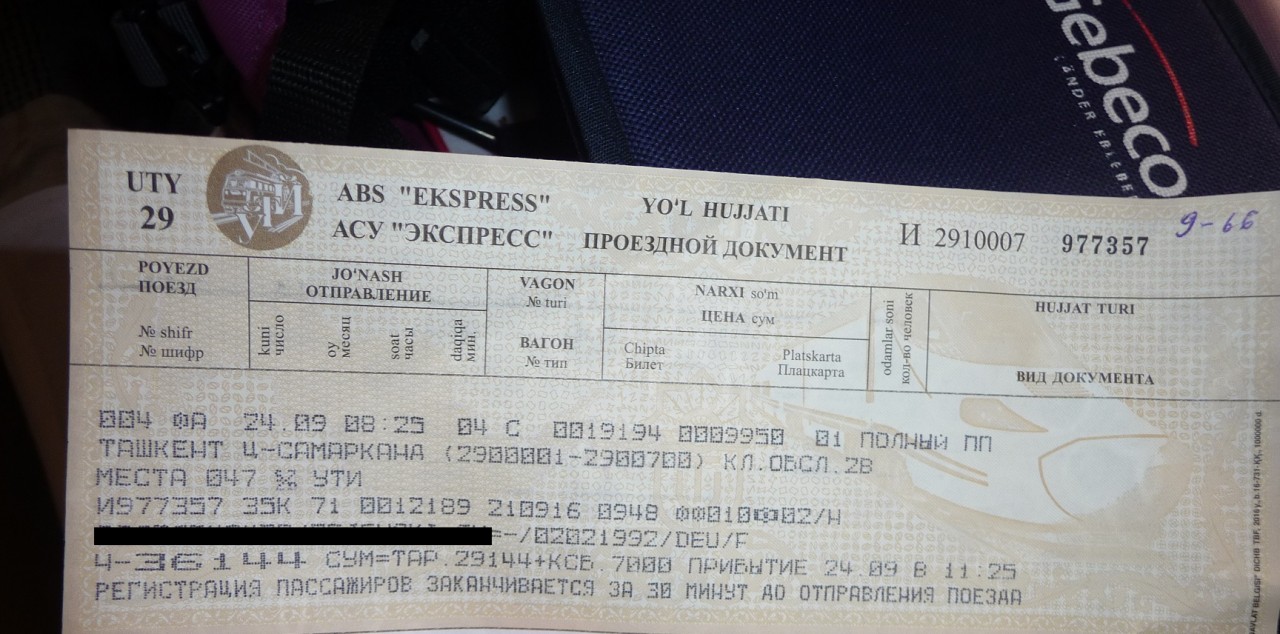 Gebeco
LÄNDER ERLEBE
UTY
29
ABS "EKSPRESS"
АСУ "ЭКСПРЕСС"
YO'L HUJJATI
ПРОЕЗДНОЙ ДОКУМЕНТ
И 2910007 977357
9-66
POYEZD
ПОЕЗД
№ shifr
№ шифр
JO'NASH
ОТПРАВЛЕНИЕ
kuni
число
oy
месяц
soat
часы
daqiqa
мин.
VAGON
№ turi
ВАГОН
№ тип
NARXI so'm
ЦЕНА сум
Chipta
Билет
Platskarta
Плацкарта
odamlar soni
кол-во человек
HUJJAT TURI
ВИД ДОКУМЕНТА
004 ФА 24.09 08:25 04 С 0019194 0009950 01 ПОЛНЫЙ ПП
ТАШКЕНТ Ц-САМАРКАНД (2900001-2900700) КЛ.ОБСЛ.2В
МЕСТА 047 УТИ
И977357 35К 71 0012189 210916 0948 ФФ010Ф02/Н
=-/02021992/DEU/F
Ц-36144 СУМ=ТАР.29144+КСБ.7000 ПРИБЫТИЕ 24.09 В 11:25
РЕГИСТРАЦИЯ ПАССАЖИРОВ ЗАКАНЧИВАЕТСЯ ЗА 30 МИНУТ ДО ОТПРАВЛЕНИЯ ПОЕЗДА